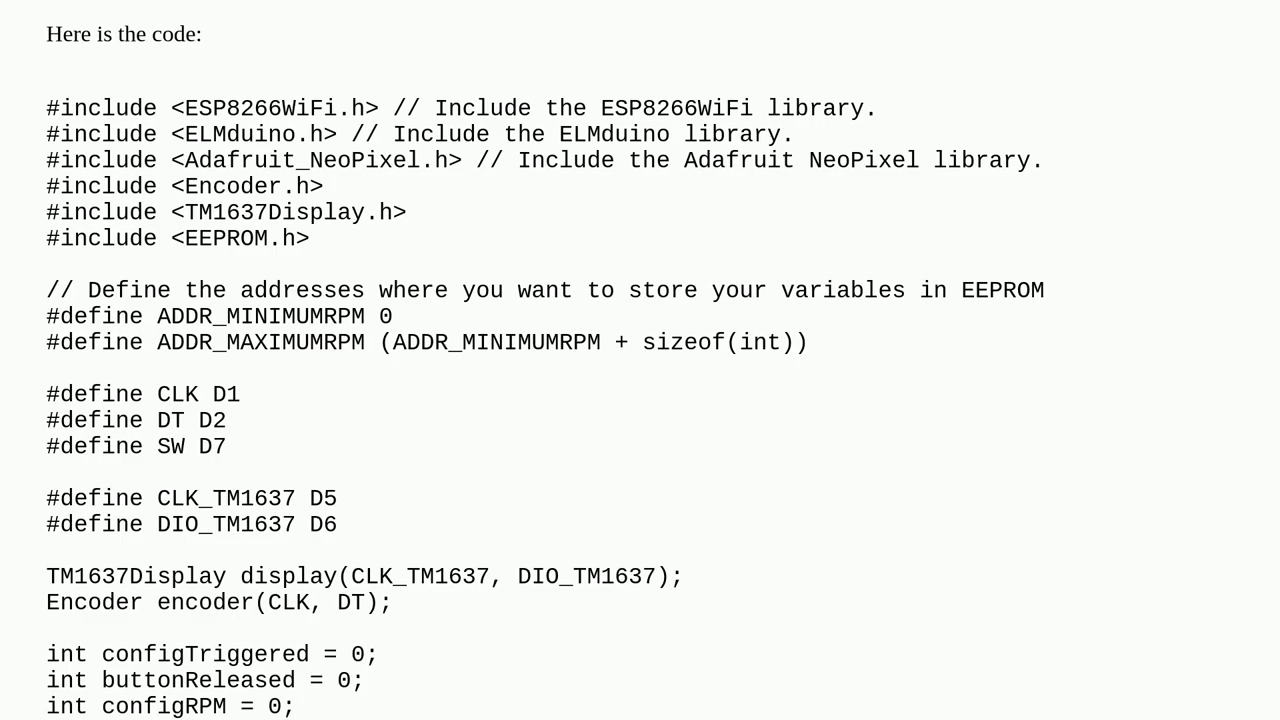 Here is the code:
#include <ESP8266WiFi.h> // Include the ESP8266WiFi library.
#include <ELMduino.h> // Include the ELMduino library.
#include <Adafruit_NeoPixel.h> // Include the Adafruit NeoPixel library.
#include <Encoder.h>
#include <TM1637Display.h>
#include <EEPROM.h>
// Define the addresses where you want to store your variables in EEPROM
#define ADDR_MINIMUMRPM 0
#define ADDR_MAXIMUMRPM (ADDR_MINIMUMRPM + sizeof(int))
#define CLK D1
#define DT D2
#define SW D7
#define CLK_TM1637 D5
#define DIO_TM1637 D6
TM1637Display display(CLK_TM1637, DIO_TM1637);
Encoder encoder(CLK, DT);
int configTriggered = 0;
int buttonReleased = 0;
int configRPM = 0;